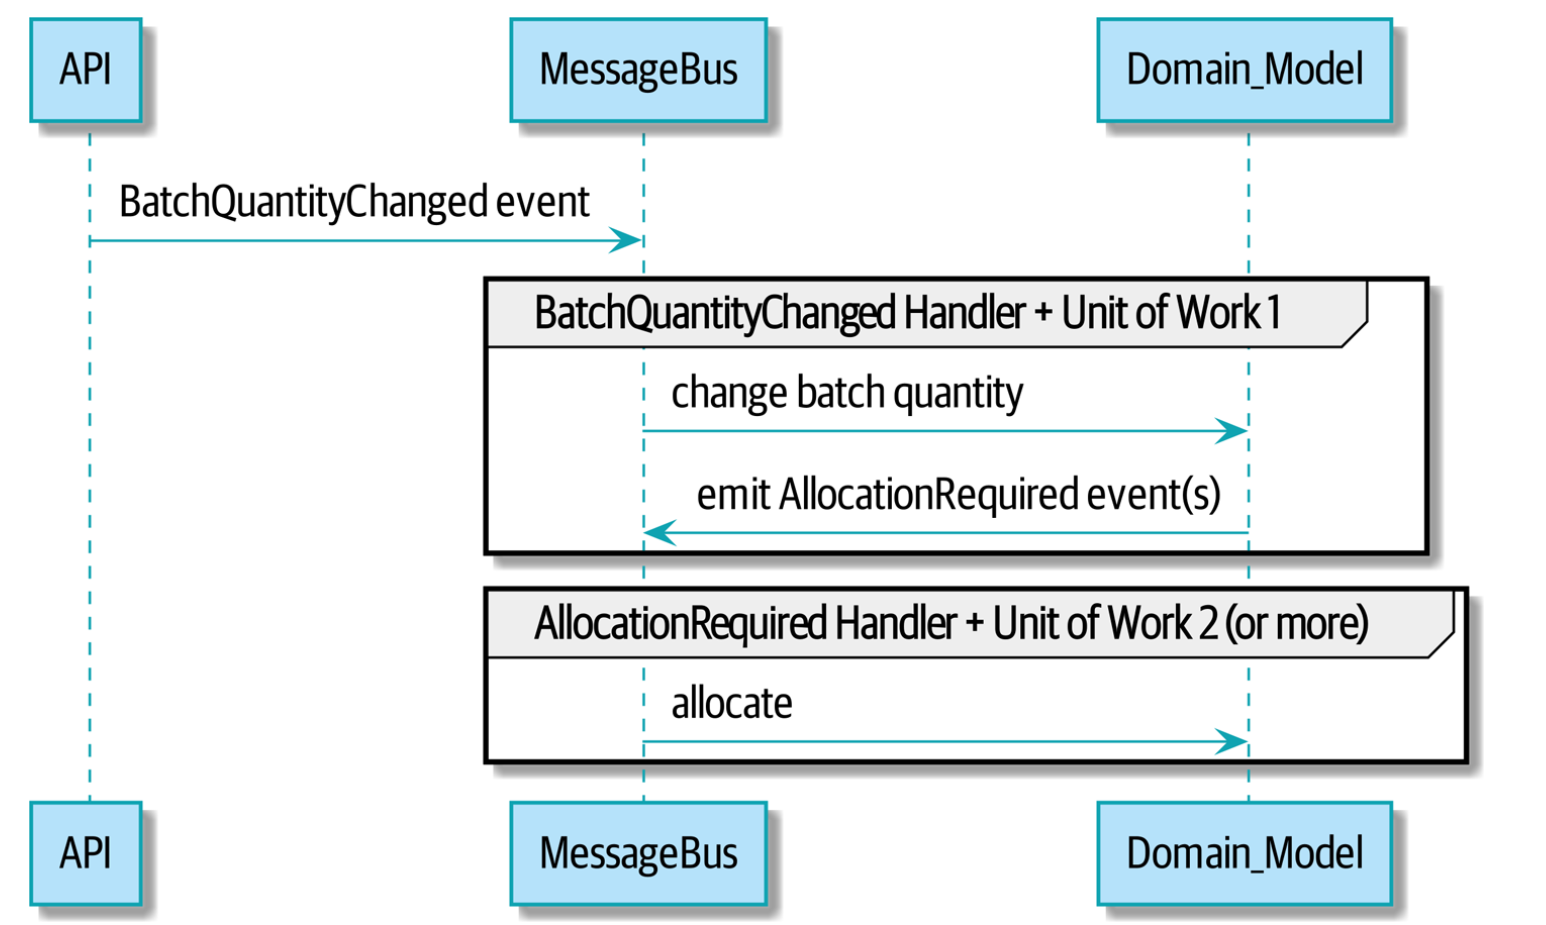 API
MessageBus
Domain_Model
BatchQuantityChanged event
BatchQuantityChanged Handler + Unit of Work 1
change batch quantity
emit AllocationRequired event(s)
AllocationRequired Handler + Unit of Work 2 (or more)
allocate
API
MessageBus
Domain_Model